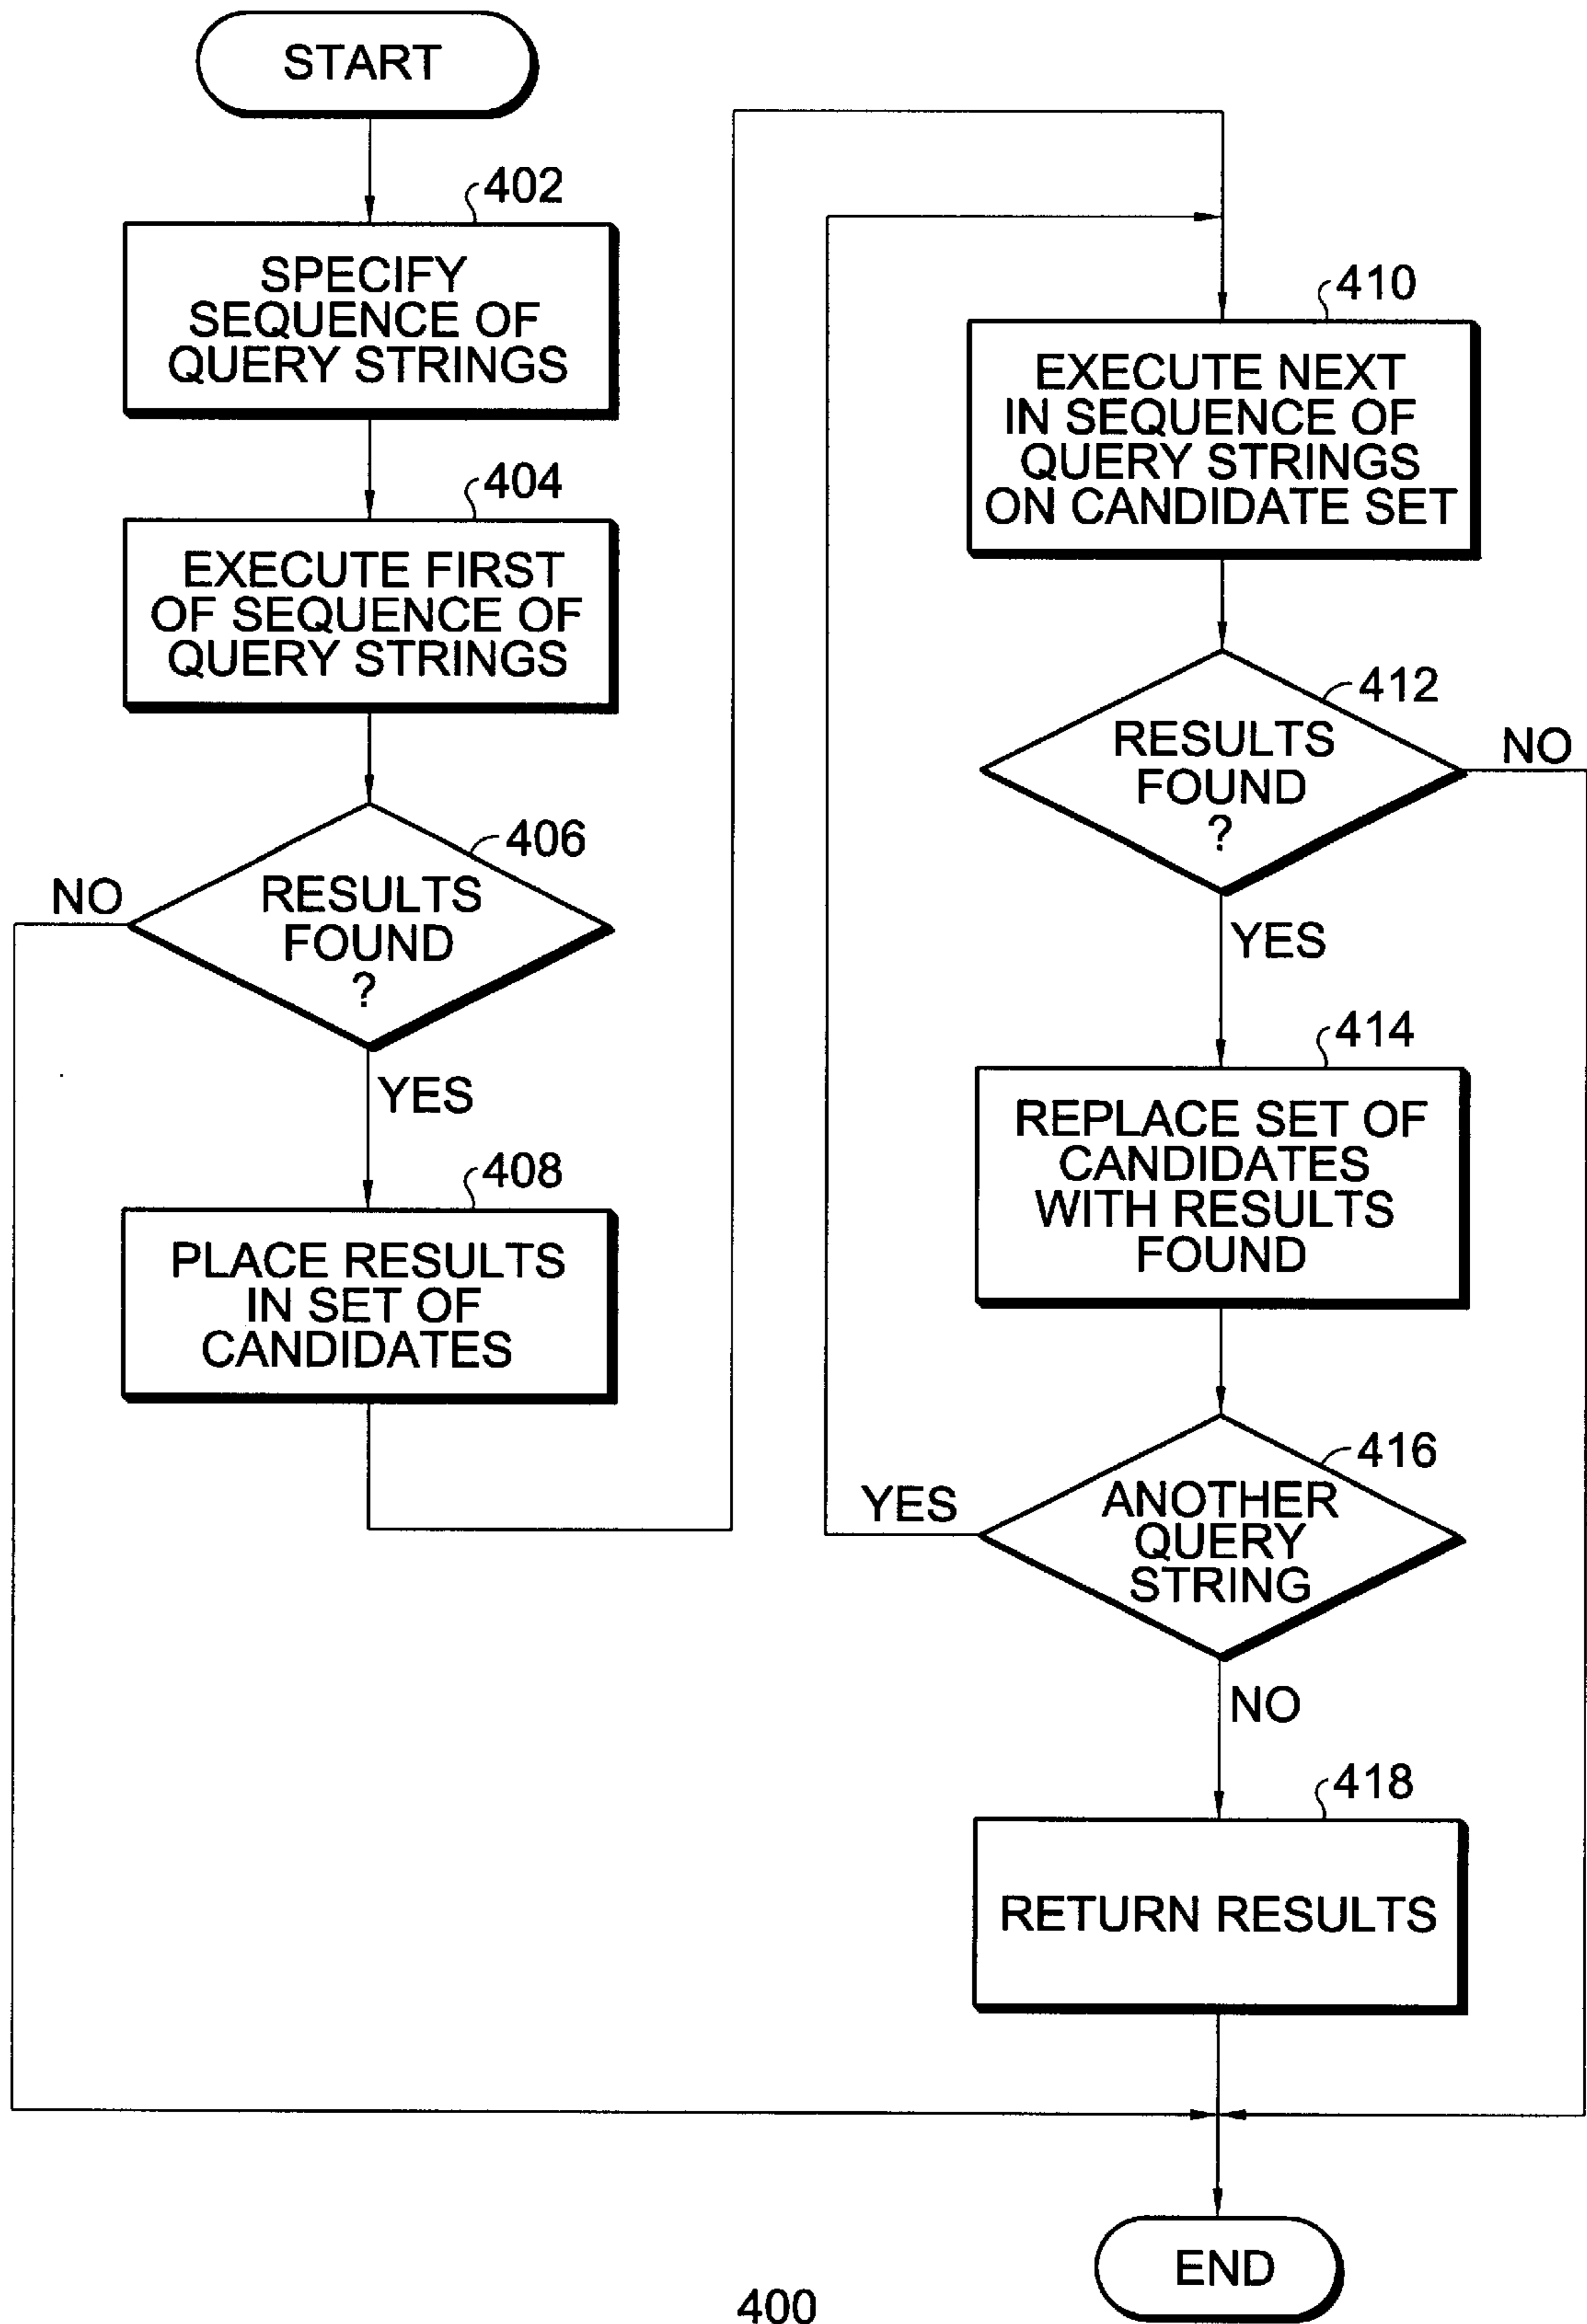 START
402
SPECIFY
SEQUENCE OF
QUERY STRINGS
404
EXECUTE FIRST
OF SEQUENCE OF
QUERY STRINGS
406
RESULTS
FOUND
?
NO
YES
408
PLACE RESULTS
IN SET OF
CANDIDATES
410
EXECUTE NEXT
IN SEQUENCE OF
QUERY STRINGS
ON CANDIDATE SET
412
RESULTS
FOUND
?
NO
YES
414
REPLACE SET OF
CANDIDATES
WITH RESULTS
FOUND
416
ANOTHER
QUERY
STRING
YES
NO
418
RETURN RESULTS
END
400